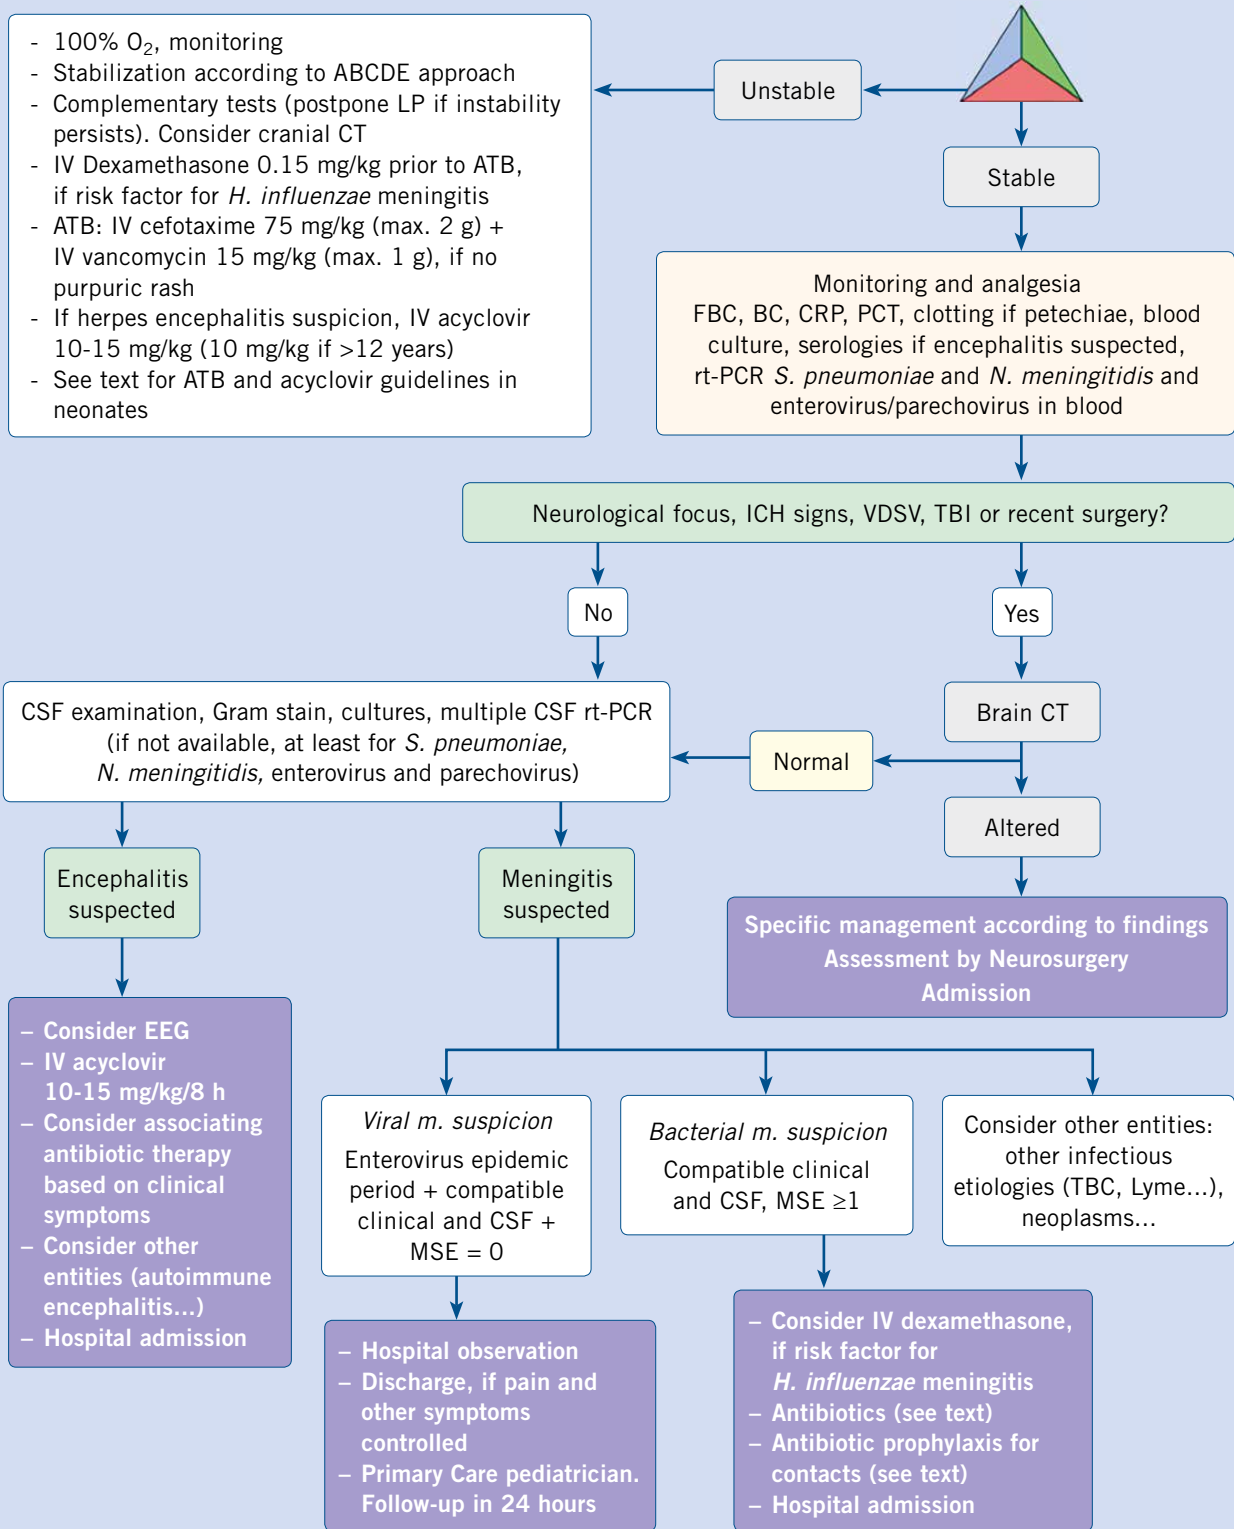 - 100% O2, monitoring
- Stabilization according to ABCDE approach
- Complementary tests (postpone LP if instability
persists). Consider cranial CT
- IV Dexamethasone 0.15 mg/kg prior to ATB,
if risk factor for H. influenzae meningitis
- ATB: IV cefotaxime 75 mg/kg (max. 2 g) +
IV vancomycin 15 mg/kg (max. 1 g), if no
purpuric rash
- If herpes encephalitis suspicion, IV acyclovir
10-15 mg/kg (10 mg/kg if >12 years)
- See text for ATB and acyclovir guidelines in
neonates
Unstable
Stable
Monitoring and analgesia
FBC, BC, CRP, PCT, clotting if petechiae, blood
culture, serologies if encephalitis suspected,
rt-PCR S. pneumoniae and N. meningitidis and
enterovirus/parechovirus in blood
Neurological focus, ICH signs, VDSV, TBI or recent surgery?
No
Yes
CSF examination, Gram stain, cultures, multiple CSF rt-PCR
(if not available, at least for S. pneumoniae,
N. meningitidis, enterovirus and parechovirus)
Brain CT
Normal
Altered
Encephalitis
suspected
Meningitis
suspected
Specific management according to findings
Assessment by Neurosurgery
Admission
– Consider EEG
– IV acyclovir
10-15 mg/kg/8 h
– Consider associating
antibiotic therapy
based on clinical
symptoms
– Consider other
entities (autoimmune
encephalitis...)
– Hospital admission
Viral m. suspicion
Enterovirus epidemic
period + compatible
clinical and CSF +
MSE = 0
Bacterial m. suspicion
Compatible clinical
and CSF, MSE ≥1
Consider other entities:
other infectious
etiologies (TBC, Lyme...),
neoplasms...
– Hospital observation
– Discharge, if pain and
other symptoms
controlled
– Primary Care pediatrician.
Follow-up in 24 hours
– Consider IV dexamethasone,
if risk factor for
H. influenzae meningitis
– Antibiotics (see text)
– Antibiotic prophylaxis for
contacts (see text)
– Hospital admission